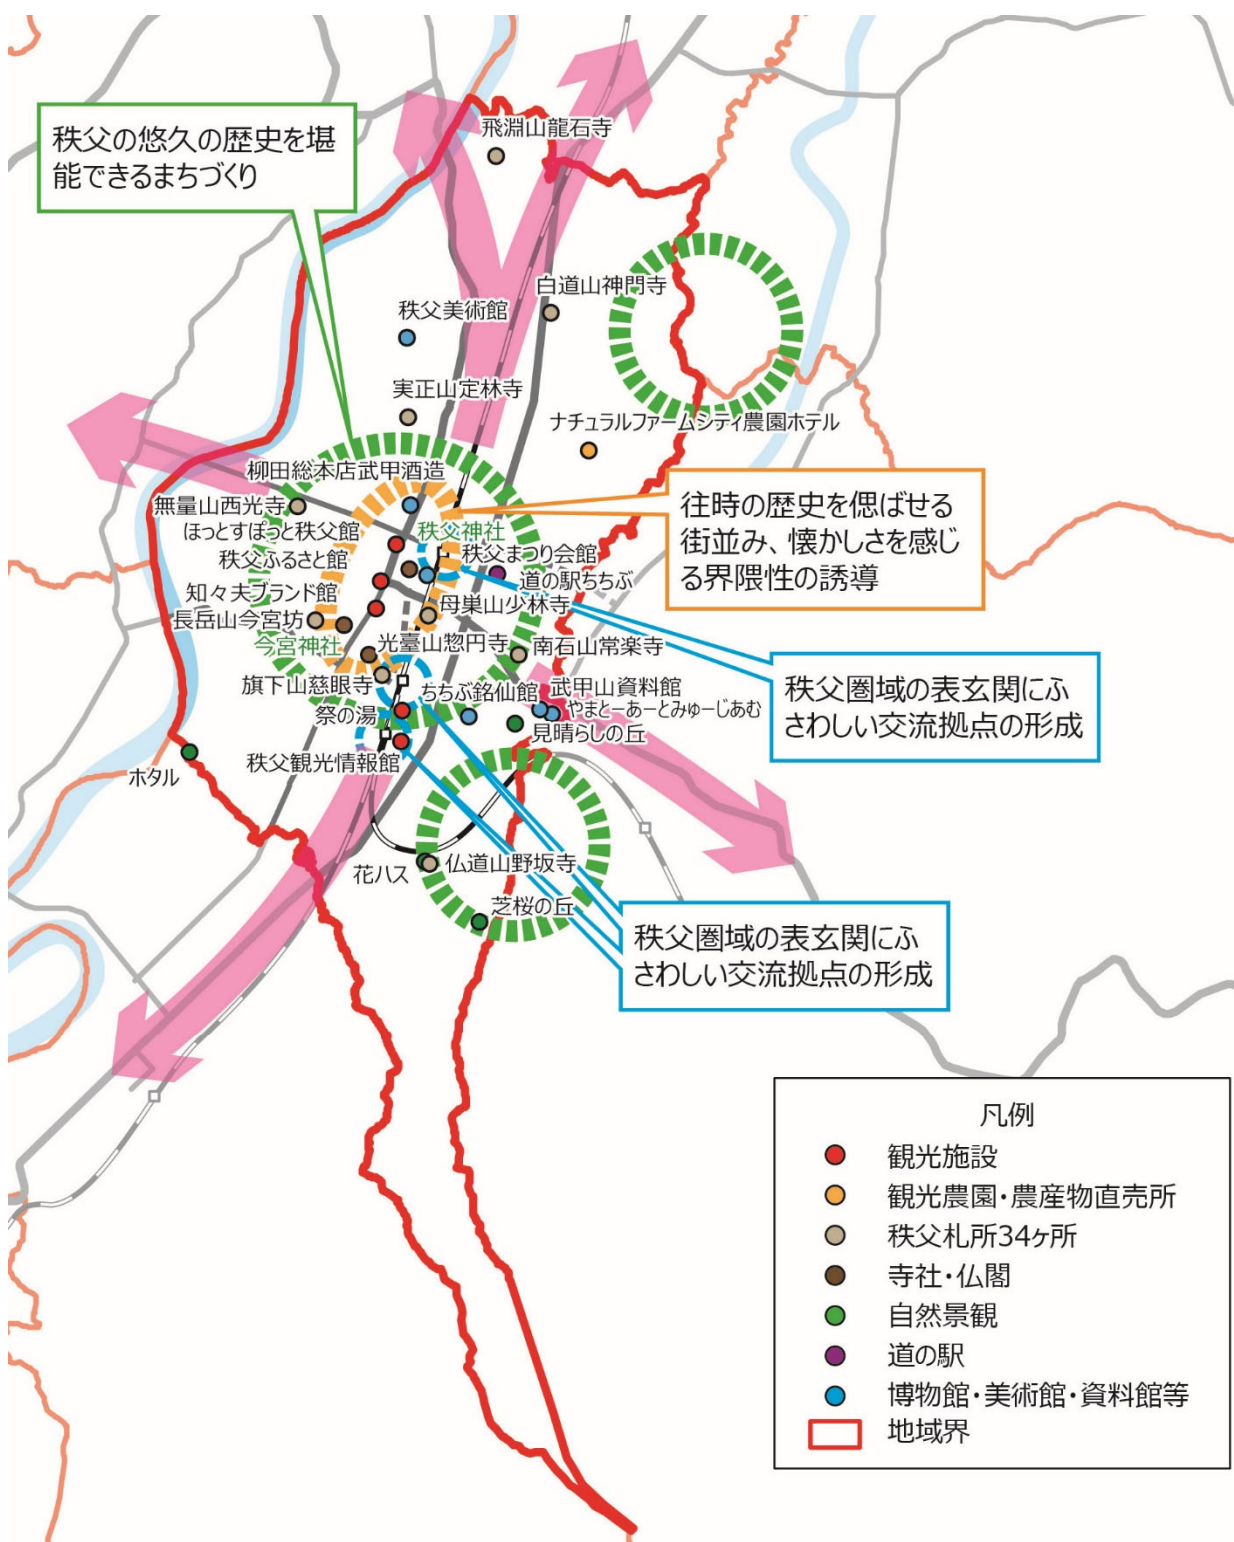 飛淵山龍石寺
秩父の悠久の歴史を堪
能できるまちづくり
白道山神門寺
秩父美術館
実正山定林寺
ナチュラルファームシティ農園ホテル
柳田総本店武甲酒造
無量山西光寺
ほっとすぽっと秩父館
秩父神社
往時の歴史を偲ばせる
街並み、懐かしさを感じ
る界隈性の誘導
秩父ふるさと館
秩父まつり会館
道の駅ちちぶ
知々夫ブランド館
母巣山少林寺
長岳山今宮坊
今宮神社
光臺山惣円寺
南石山常楽寺
旗下山慈眼寺
ちちぶ銘仙館
武甲山資料館
やまとーあーとみゅーじあむ
祭の湯
見晴らしの丘
秩父圏域の表玄関にふ
さわしい交流拠点の形成
秩父観光情報館
ホタル
花ハス
仏道山野坂寺
芝桜の丘
秩父圏域の表玄関にふ
さわしい交流拠点の形成
凡例
観光施設
観光農園・農産物直売所
秩父札所34ヶ所
寺社・仏閣
自然景観
道の駅
博物館・美術館・資料館等
地域界